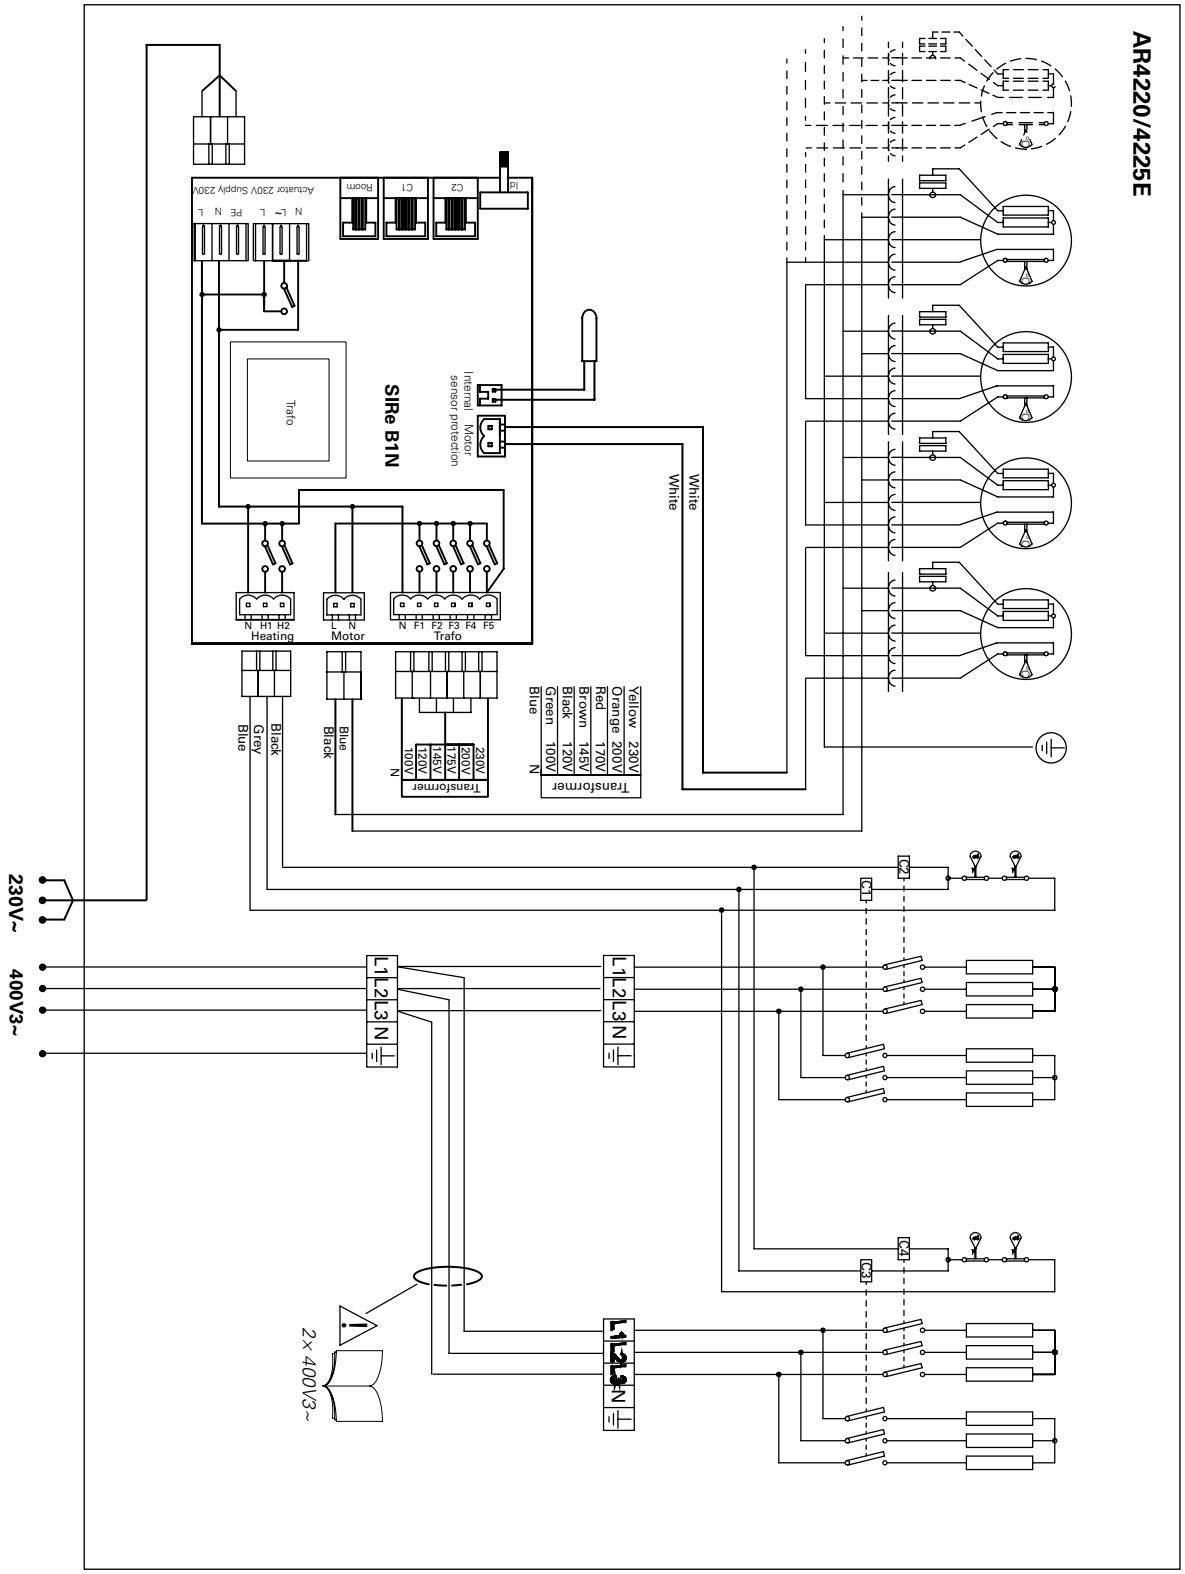 AR4220/4225E
Actuator 230V Supply 230V
L N PE L L~ N
Room
C1
C2
Id
Trafo
SIRe B1N
Internal Motor
sensor protection
White
White
N H1 H2
Heating
L N
Motor
N F1 F2 F3 F4 F5
Trafo
Black
Grey
Blue
Blue
Black
230V
200V
175V
145V
120V
100V
N
Transformer
Yellow 230V
Orange 200V
Red 170V
Brown 145V
Black 120V
Green 100V
Blue N
Transformer
C2
C1
230V~
400V3~
L1 L2 L3 N
L1 L2 L3 N
C4
C3
L1 L2 L3 N
2x 400V3~